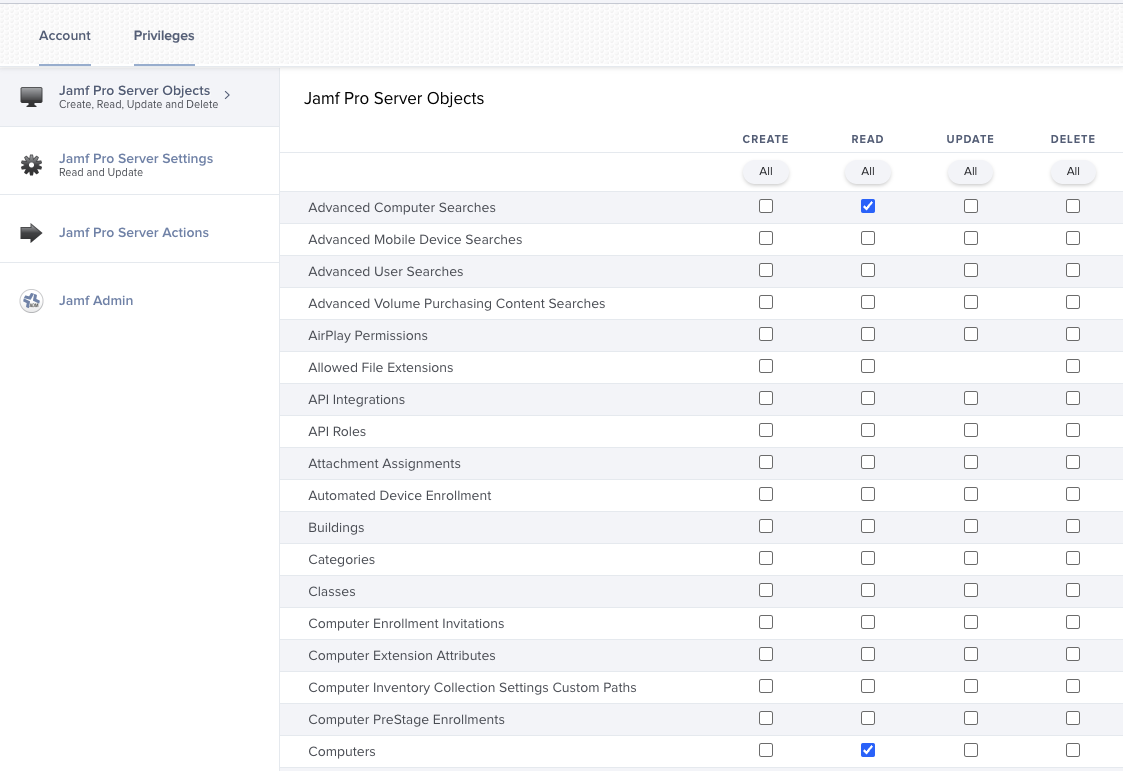 Account Privileges
Jamf Pro Server Objects
Create, Read, Update and Delete
Jamf Pro Server Settings
Read and Update
Jamf Pro Server Actions
Jamf Admin
Jamf Pro Server Objects
CREATE READ UPDATE DELETE
All All All All
Advanced Computer Searches
Advanced Mobile Device Searches
Advanced User Searches
Advanced Volume Purchasing Content Searches
AirPlay Permissions
Allowed File Extensions
API Integrations
API Roles
Attachment Assignments
Automated Device Enrollment
Buildings
Categories
Classes
Computer Enrollment Invitations
Computer Extension Attributes
Computer Inventory Collection Settings Custom Paths
Computer PreStage Enrollments
Computers